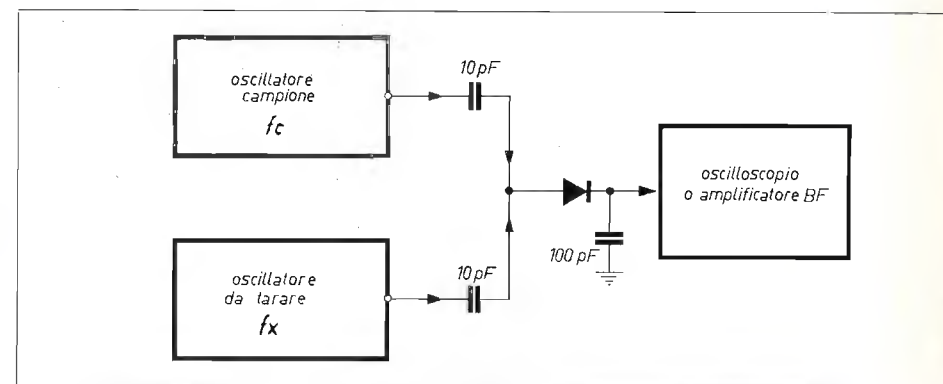 oscillatore
campione
fc
10pF
oscilloscopio
o amplificatore BF
100 pF
10pF
oscillatore
da tarare
fx